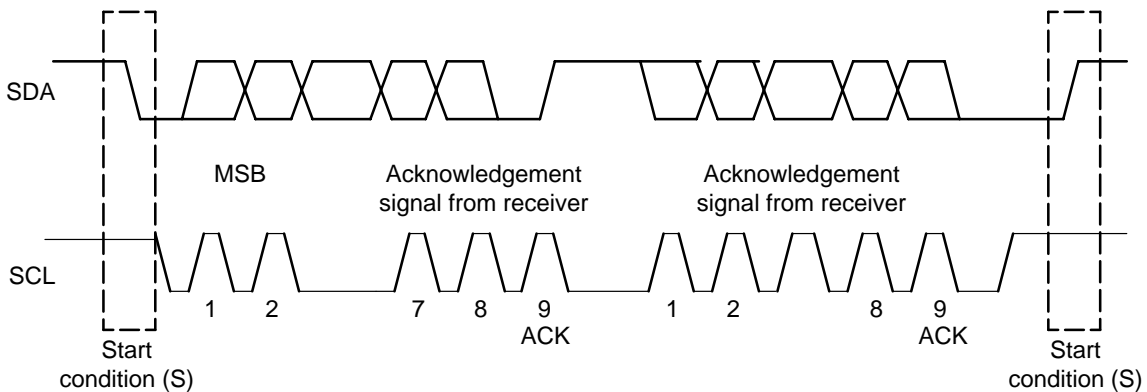 SDA
MSB
Acknowledgement
signal from receiver
Acknowledgement
signal from receiver
SCL
1 2 7 8 9 1 2 8 9
ACK ACK
Start
condition (S)
Start
condition (S)